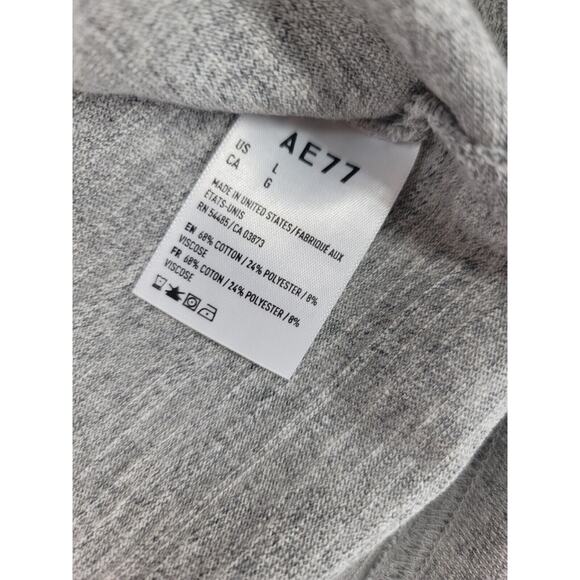 AE77
US L
CA G
MADE IN UNITED STATES/FABRIQUÉ AUX
ÉTATS-UNIS
RN 54485/CA 03873
EN 68% COTTON/24% POLYESTER/8%
VISCOSE
FR 68% COTON/24% POLYESTER/8%
VISCOSE